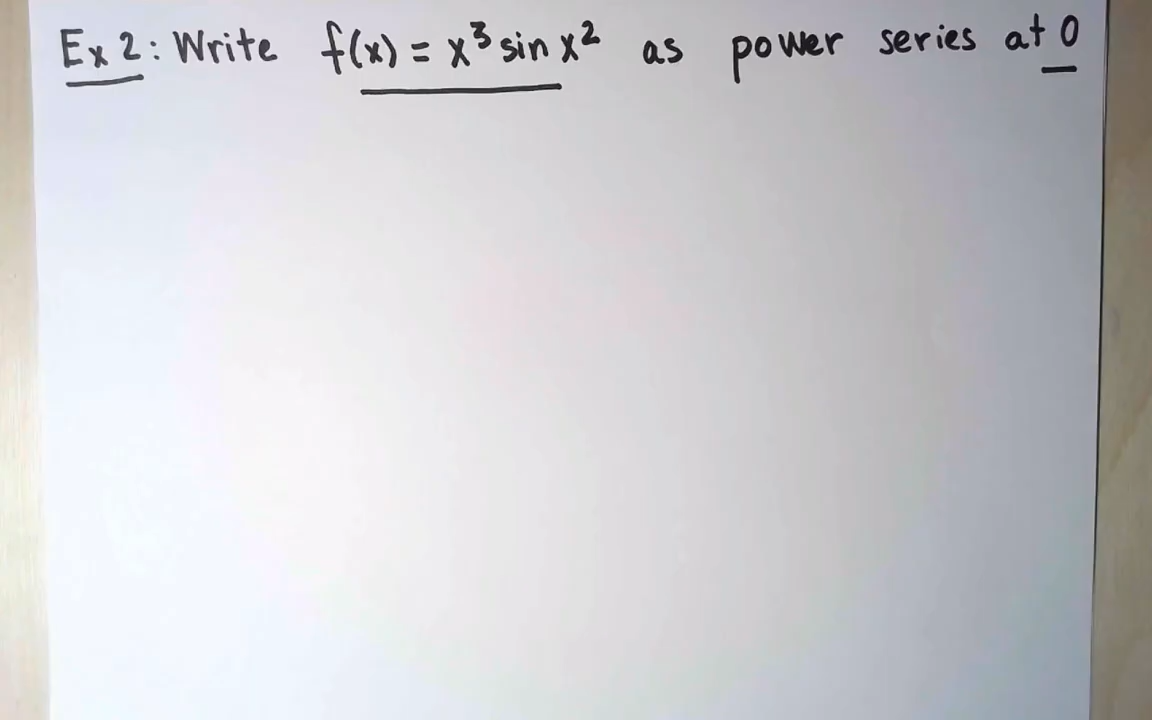 Ex 2: Write f(x) = x³ sin x² as power series at 0